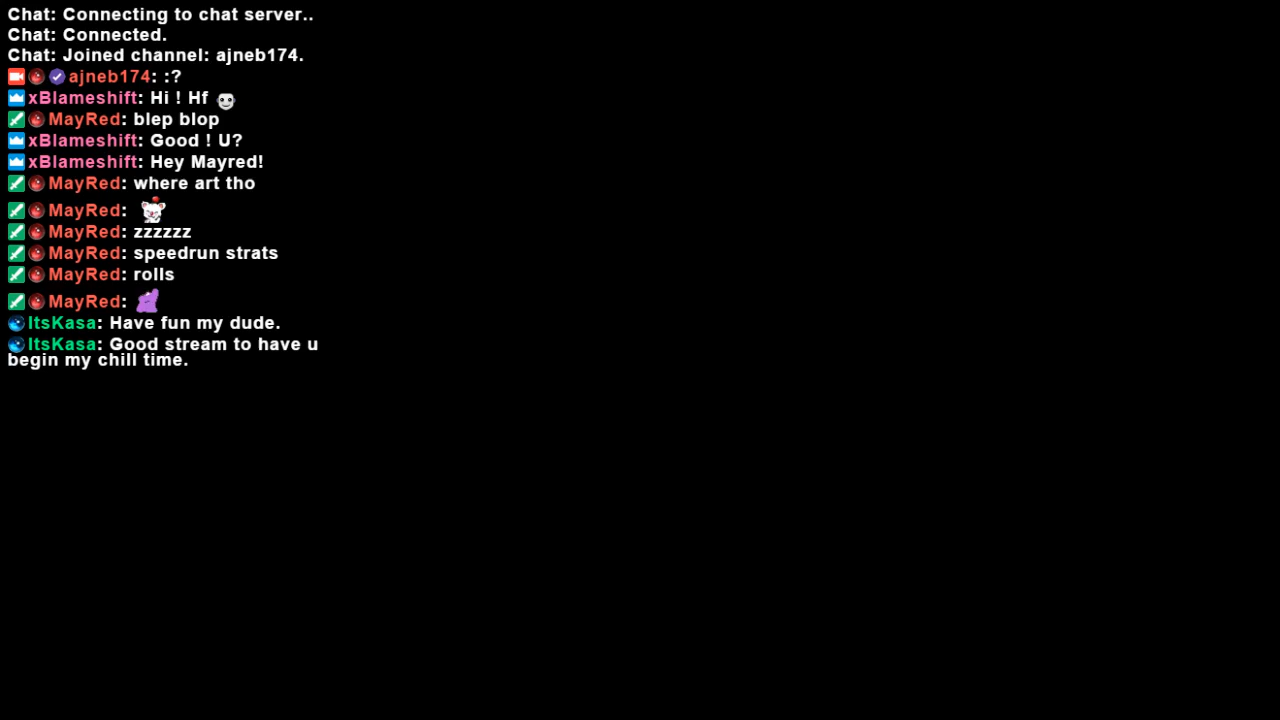 Chat: Connecting to chat server..
Chat: Connected.
Chat: Joined channel: ajneb174.
ajneb174: :?
xBlameshift: Hi ! Hf
MayRed: blep blop
xBlameshift: Good ! U?
xBlameshift: Hey Mayred!
MayRed: where art tho
MayRed:
MayRed: zzzzzz
MayRed: speedrun strats
MayRed: rolls
MayRed:
ItsKasa: Have fun my dude.
ItsKasa: Good stream to have u
begin my chill time.